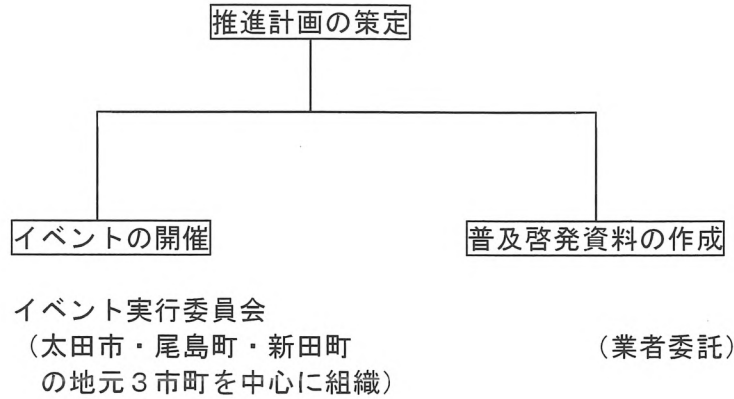 推進計画の策定
イベントの開催
普及啓発資料の作成
イベント実行委員会
（太田市・尾島町・新田町
の地元３市町を中心に組織）
（業者委託）